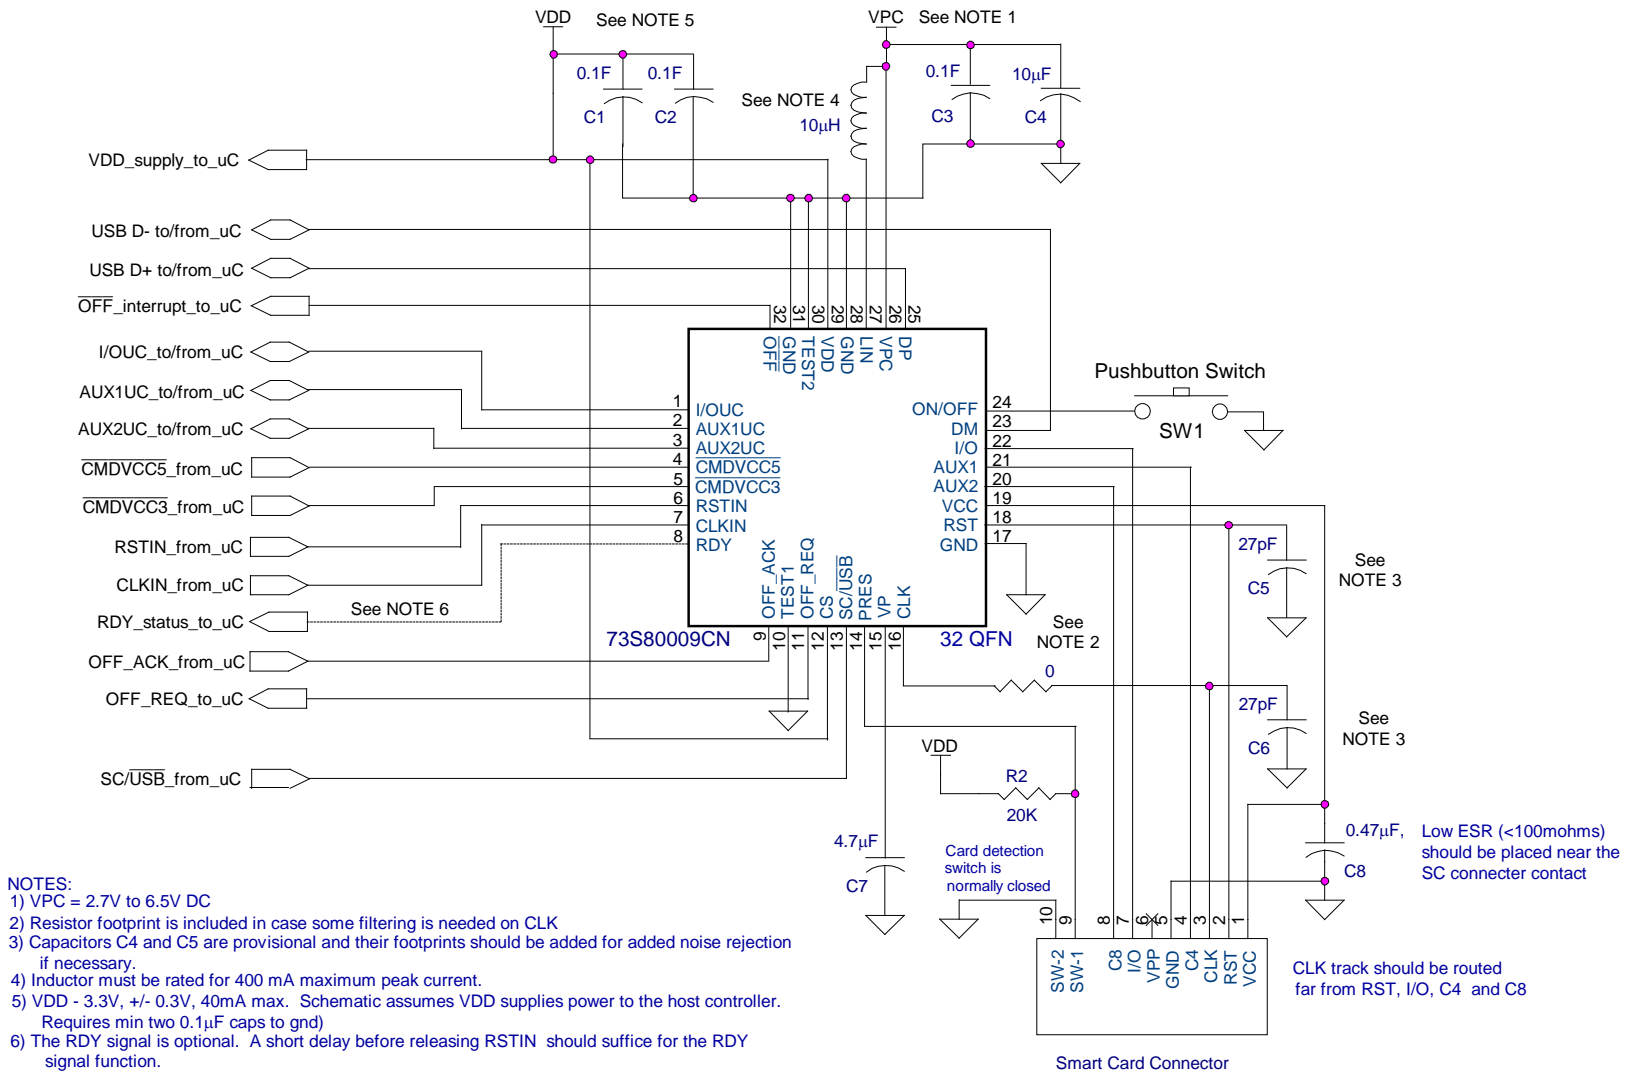 VDD
See NOTE 5
VPC
See NOTE 1
0.1F
0.1F
C1
C2
See NOTE 4
10µH
0.1F
10µF
C3
C4
VDD_supply_to_uC
USB D- to/from_uC
USB D+ to/from_uC
OFF_interrupt_to_uC
I/OUC_to/from_uC
AUX1UC_to/from_uC
AUX2UC_to/from_uC
CMDVCC5_from_uC
CMDVCC3_from_uC
RSTIN_from_uC
CLKIN_from_uC
RDY_status_to_uC
See NOTE 6
OFF_ACK_from_uC
OFF_REQ_to_uC
SC/USB_from_uC
32
31
30
29
28
27
26
25
OFF
GND
TEST2
VDD
GND
LIN
VPC
DP
1
I/OUC
2
AUX1UC
3
AUX2UC
4
CMDVCC5
5
CMDVCC3
6
RSTIN
7
CLKIN
8
RDY
ON/OFF
24
DM
23
I/O
22
AUX1
21
AUX2
20
VCC
19
RST
18
GND
17
OFF_ACK
TEST1
OFF_REQ
CS
SC/USB
PRES
VP
CLK
9
10
11
12
13
14
15
16
73S80009CN
32 QFN
Pushbutton Switch
SW1
27pF
C5
See
NOTE 3
See
NOTE 2
0
27pF
C6
See
NOTE 3
VDD
R2
20K
4.7µF
C7
Card detection
switch is
normally closed
0.47µF,
C8
Low ESR (<100mohms)
should be placed near the
SC connecter contact
10
9
8
7
6
5
4
3
2
1
SW-2
SW-1
C8
I/O
VPP
GND
C4
CLK
RST
VCC
CLK track should be routed
far from RST, I/O, C4 and C8
Smart Card Connector
NOTES:
1) VPC = 2.7V to 6.5V DC
2) Resistor footprint is included in case some filtering is needed on CLK
3) Capacitors C4 and C5 are provisional and their footprints should be added for added noise rejection
if necessary.
4) Inductor must be rated for 400 mA maximum peak current.
5) VDD - 3.3V, +/- 0.3V, 40mA max. Schematic assumes VDD supplies power to the host controller.
Requires min two 0.1µF caps to gnd)
6) The RDY signal is optional. A short delay before releasing RSTIN should suffice for the RDY
signal function.